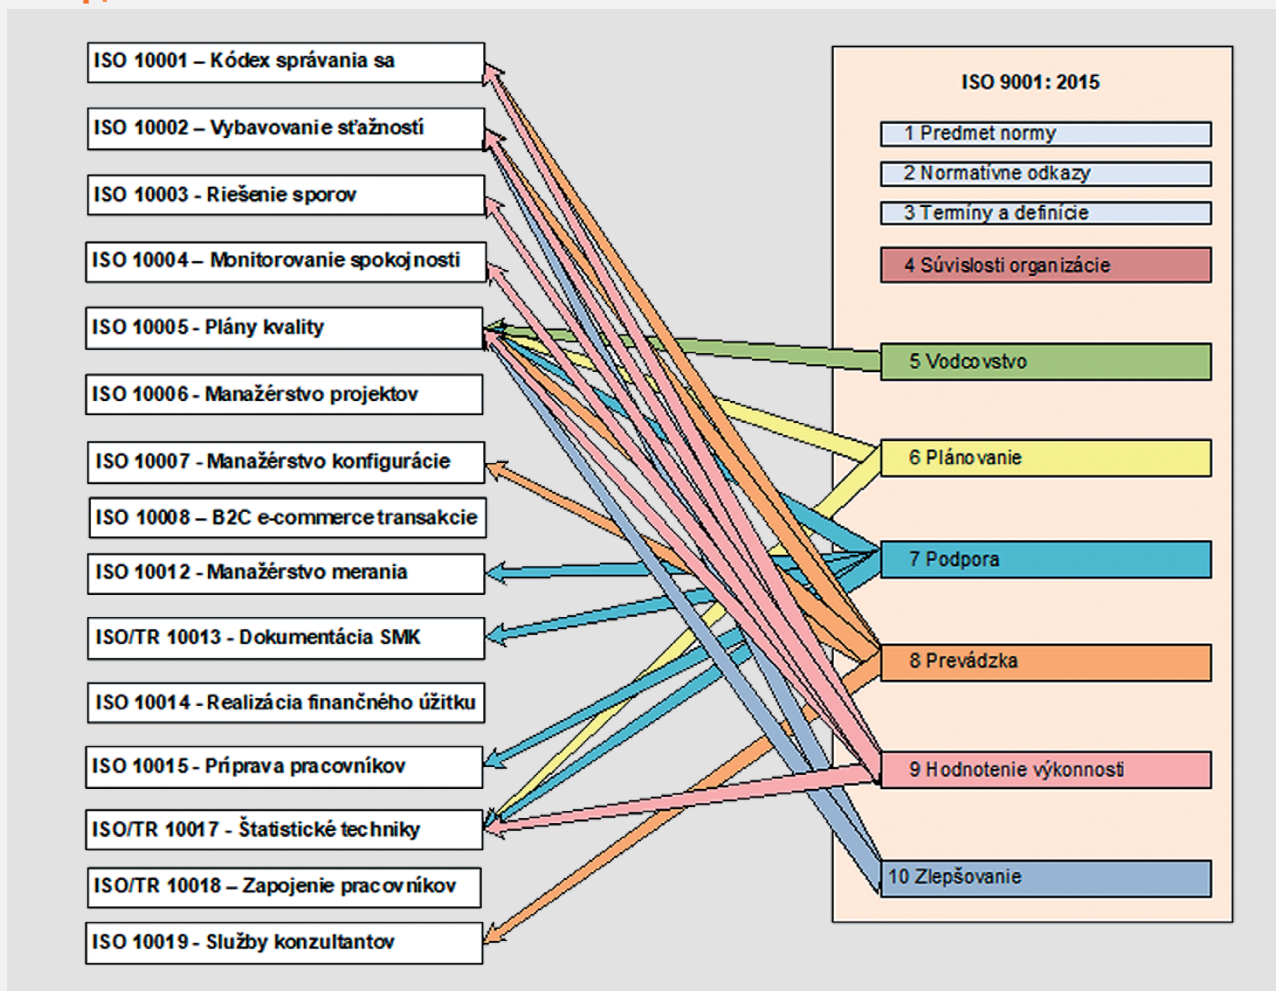 ISO 10001 – Kódex správania sa
ISO 10002 – Vybavovanie sťažností
ISO 10003 - Riešenie sporov
ISO 10004 – Monitorovanie spokojnosti
ISO 10005 - Plány kvality
ISO 10006 - Manažérstvo projektov
ISO 10007 - Manažérstvo konfigurácie
ISO 10008 – B2C e-commerce transakcie
ISO 10012 - Manažérstvo merania
ISO/TR 10013 - Dokumentácia SMK
ISO 10014 - Realizácia finančného úžitku
ISO 10015 - Príprava pracovníkov
ISO/TR 10017 - Štatistické techniky
ISO/TR 10018 – Zapojenie pracovníkov
ISO 10019 - Služby konzultantov
ISO 9001: 2015
1 Predmet normy
2 Normatívne odkazy
3 Termíny a definície
4 Súvislosti organizácie
5 Vodcovstvo
6 Plánovanie
7 Podpora
8 Prevádzka
9 Hodnotenie výkonnosti
10 Zlepšovanie